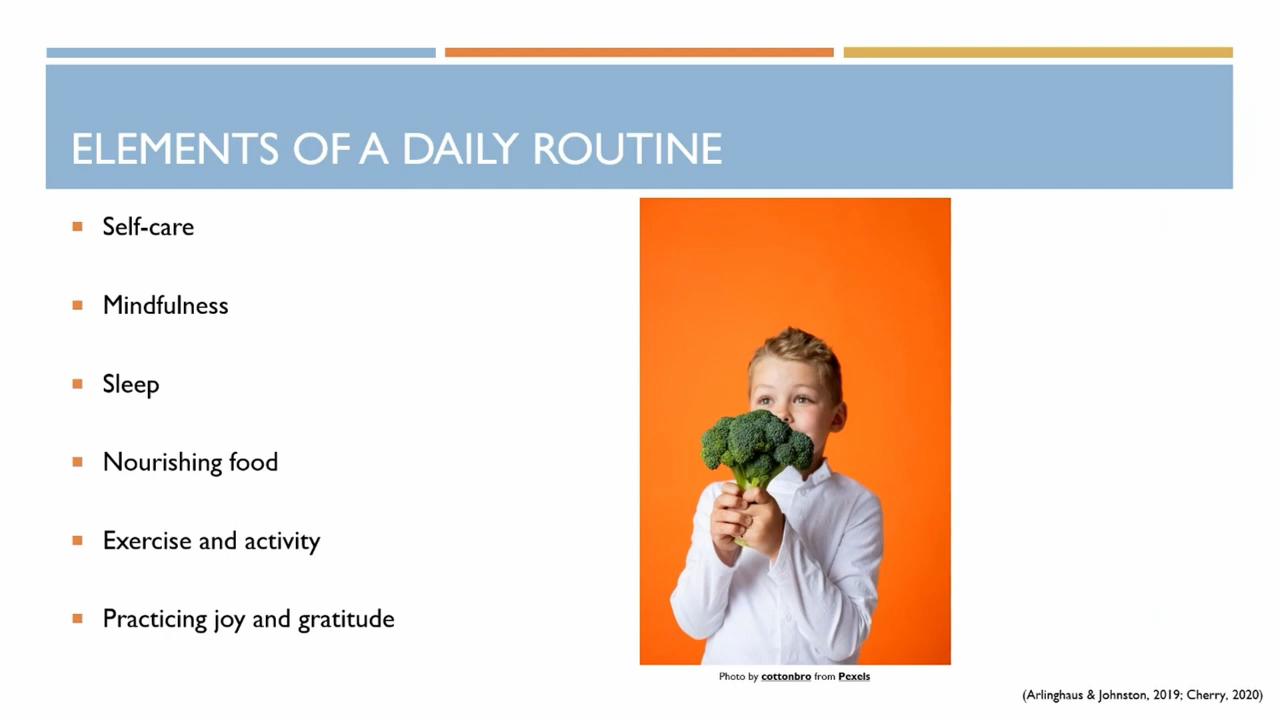 ELEMENTS OF A DAILY ROUTINE
Self-care
Mindfulness
Sleep
Nourishing food
Exercise and activity
Practicing joy and gratitude
Photo by cottonbro from Pexels
(Arlinghaus & Johnston, 2019; Cherry, 2020)